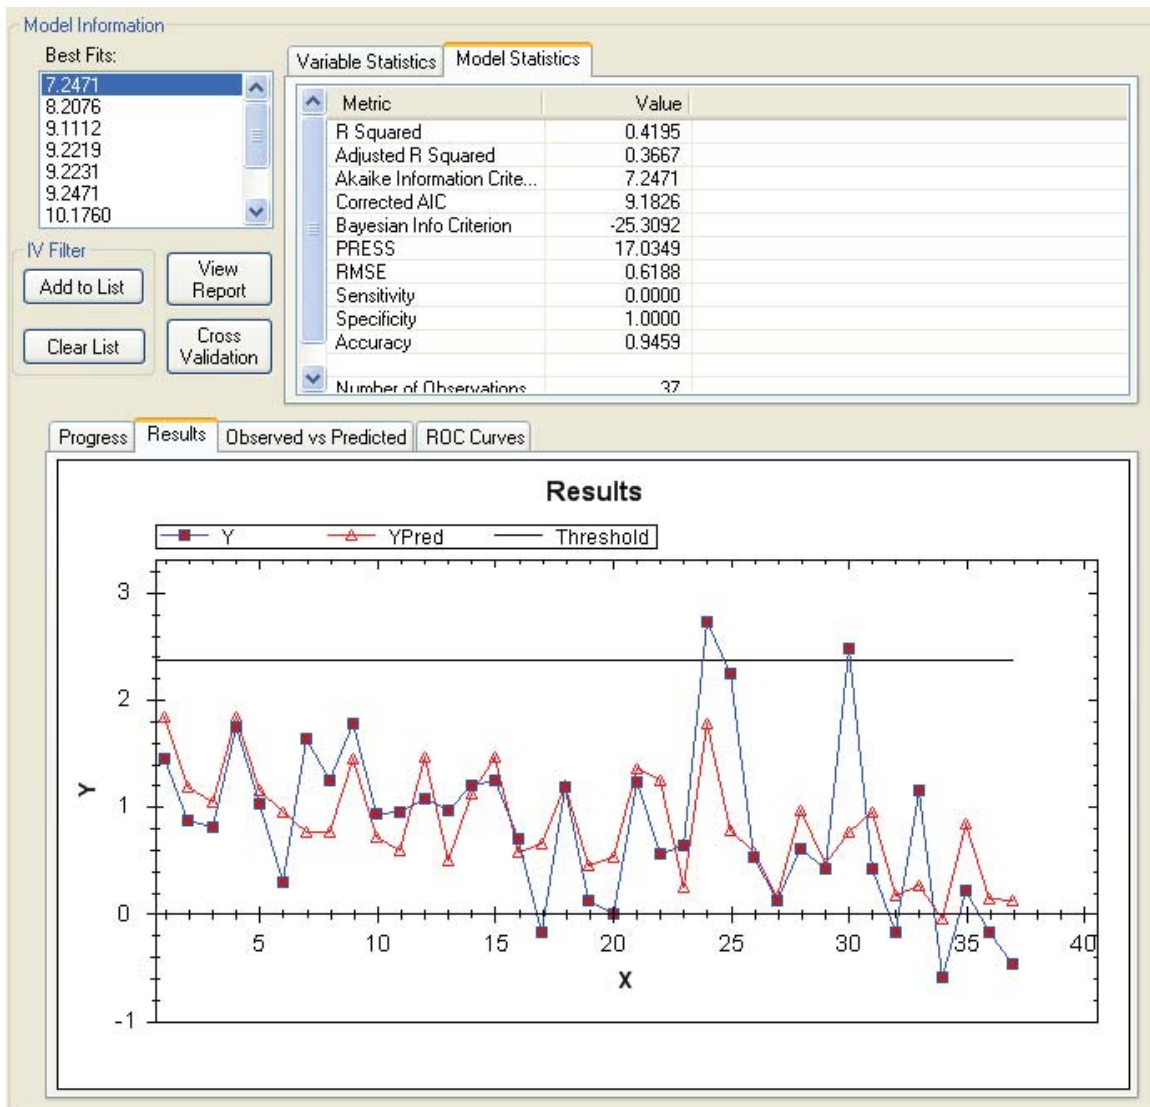 Model Information
Best Fits:
7.2471
8.2076
9.1112
9.2219
9.2231
9.2471
10.1760
IV Filter
Add to List
Clear List
View
Report
Cross
Validation
Variable Statistics Model Statistics
Metric Value
R Squared 0.4195
Adjusted R Squared 0.3667
Akaike Information Crite... 7.2471
Corrected AIC 9.1826
Bayesian Info Criterion -25.3092
PRESS 17.0349
RMSE 0.6188
Sensitivity 0.0000
Specificity 1.0000
Accuracy 0.9459
Number of Observations 37
Progress Results Observed vs Predicted ROC Curves
Results
Y YPred Threshold
3
2
1
0
-1
Y
5 10 15 20 25 30 35 40
X